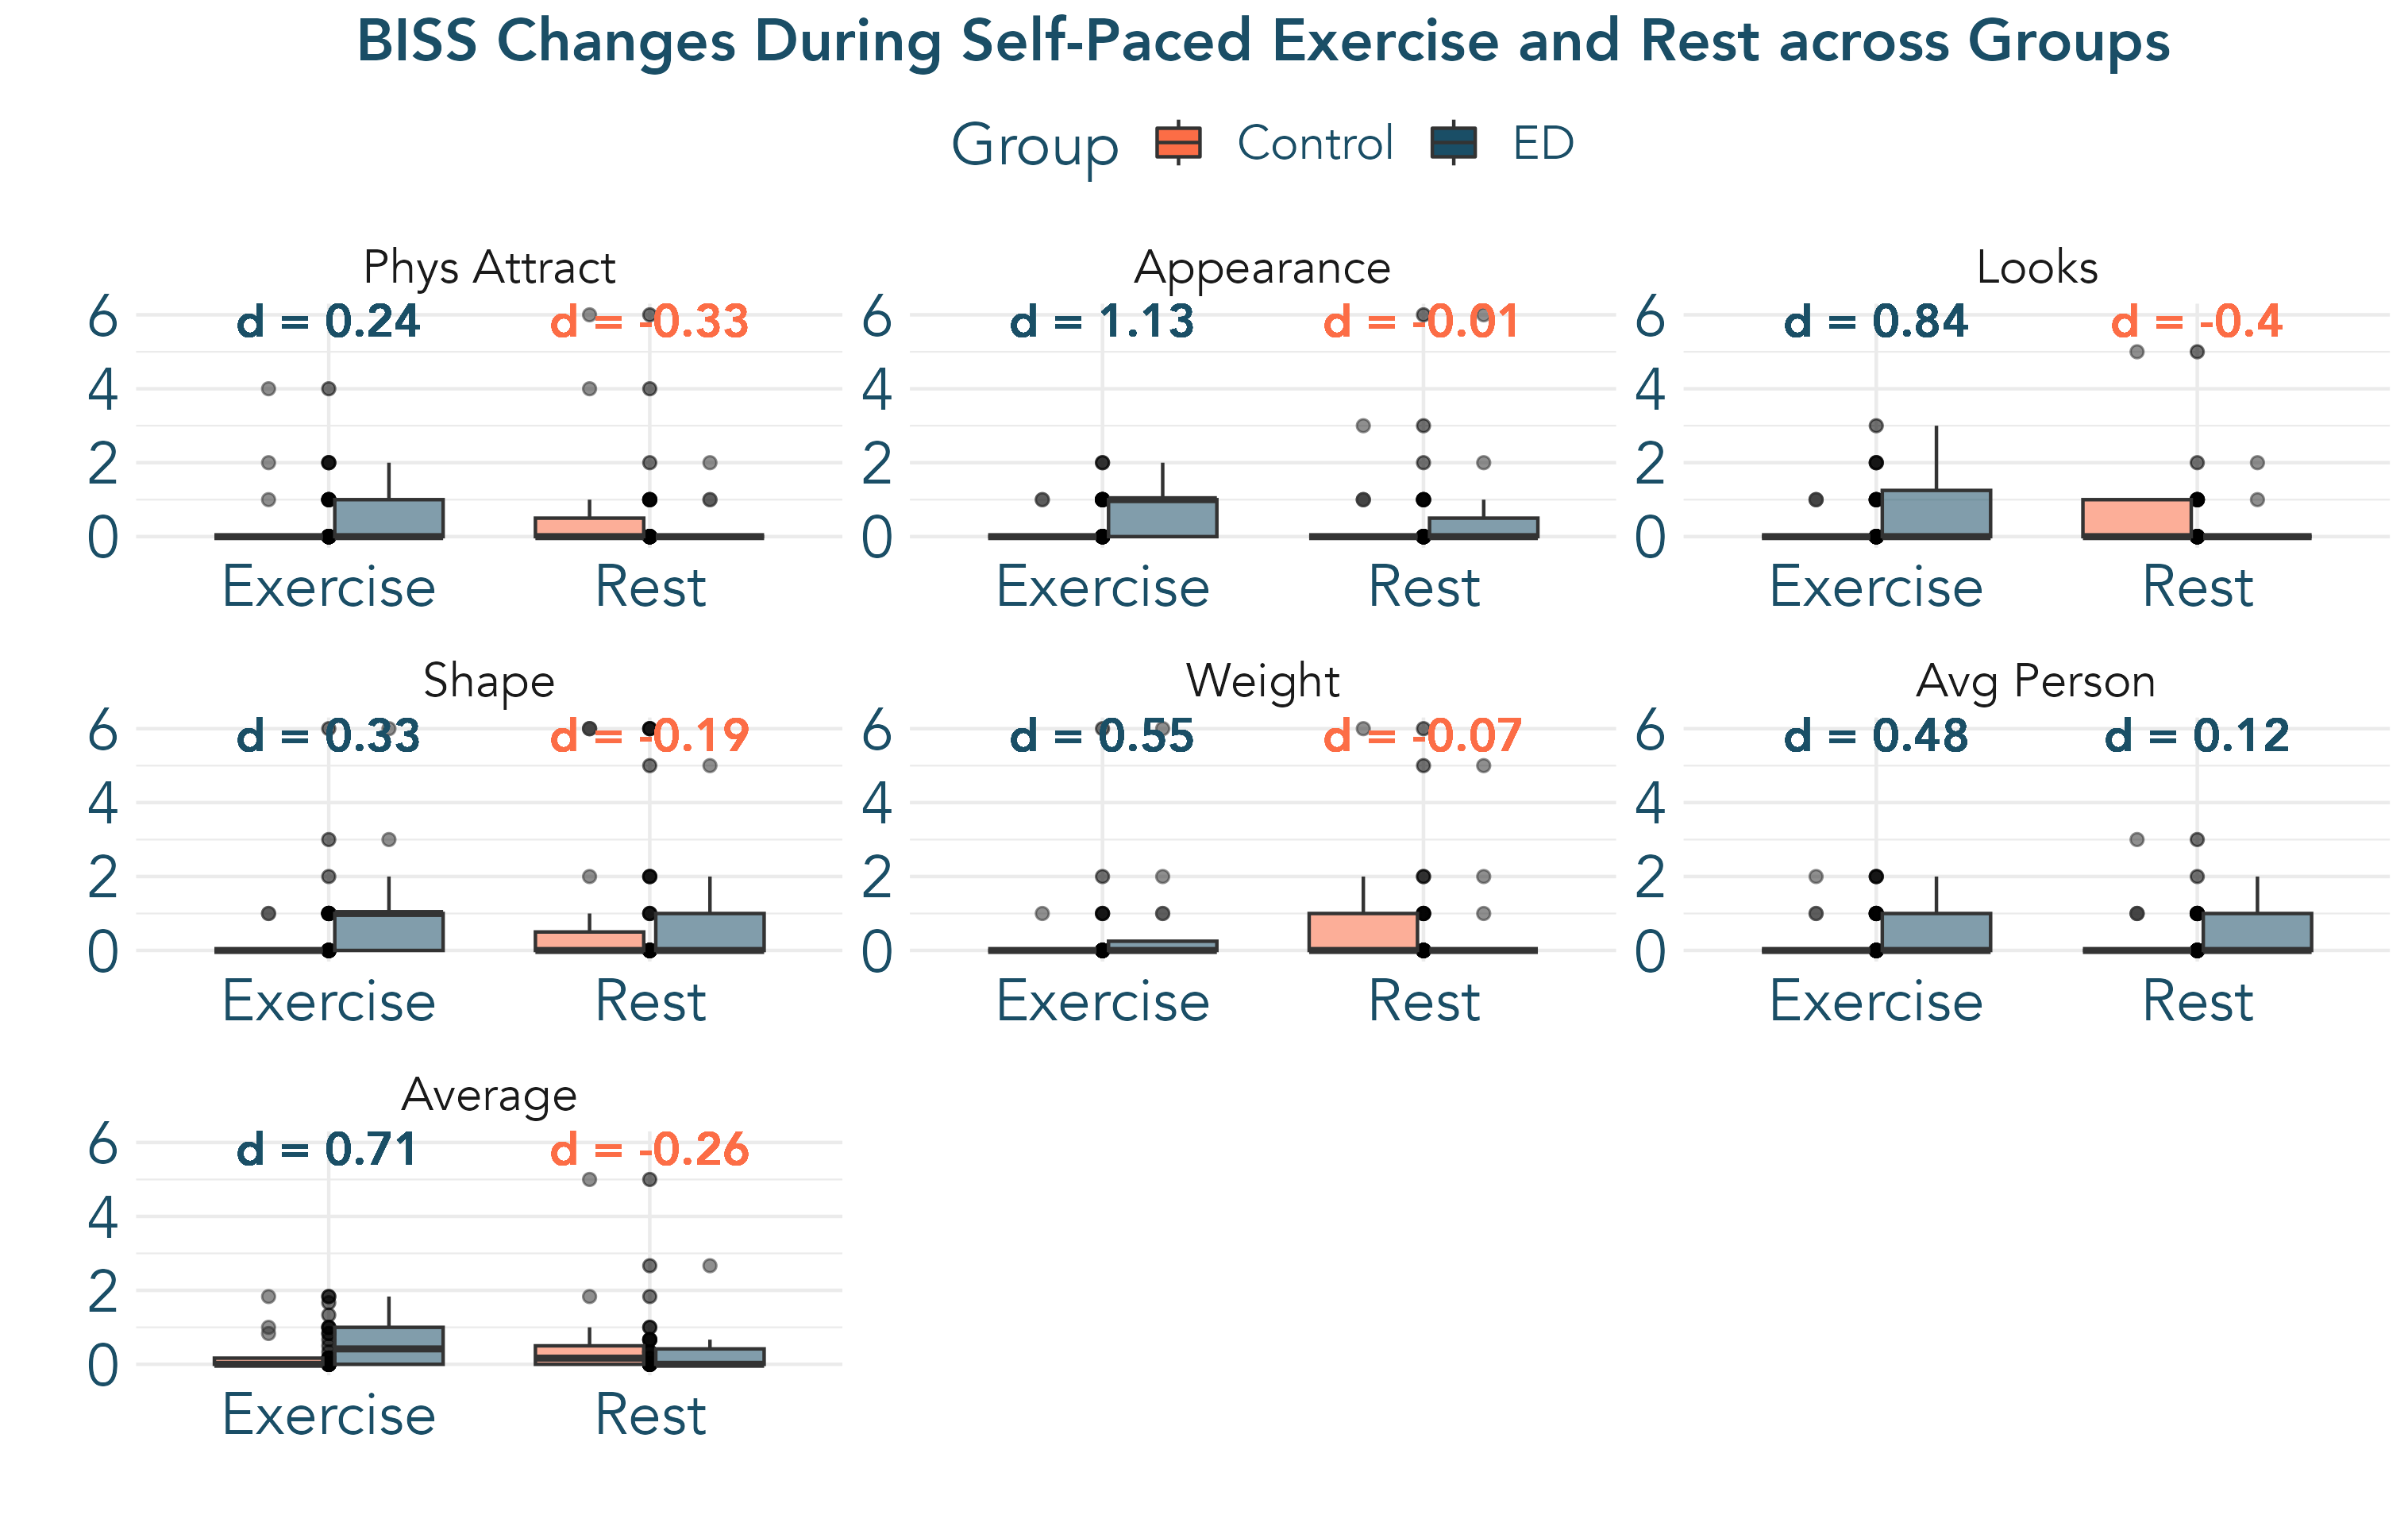 BISS Changes During Self-Paced Exercise and Rest across Groups
Group Control ED
Phys Attract Appearance Looks
6 d = 0.24 d = -0.33 6 d = 1.13 d = -0.01 6 d = 0.84 d = -0.4
4 4 4
2 2 2
0 0 0
Exercise Rest Exercise Rest Exercise Rest
Shape Weight Avg Person
6 d = 0.33 d = -0.19 6 d = 0.55 d = -0.07 6 d = 0.48 d = 0.12
4 4 4
2 2 2
0 0 0
Exercise Rest Exercise Rest Exercise Rest
Average
6 d = 0.71 d = -0.26
4
2
0
Exercise Rest